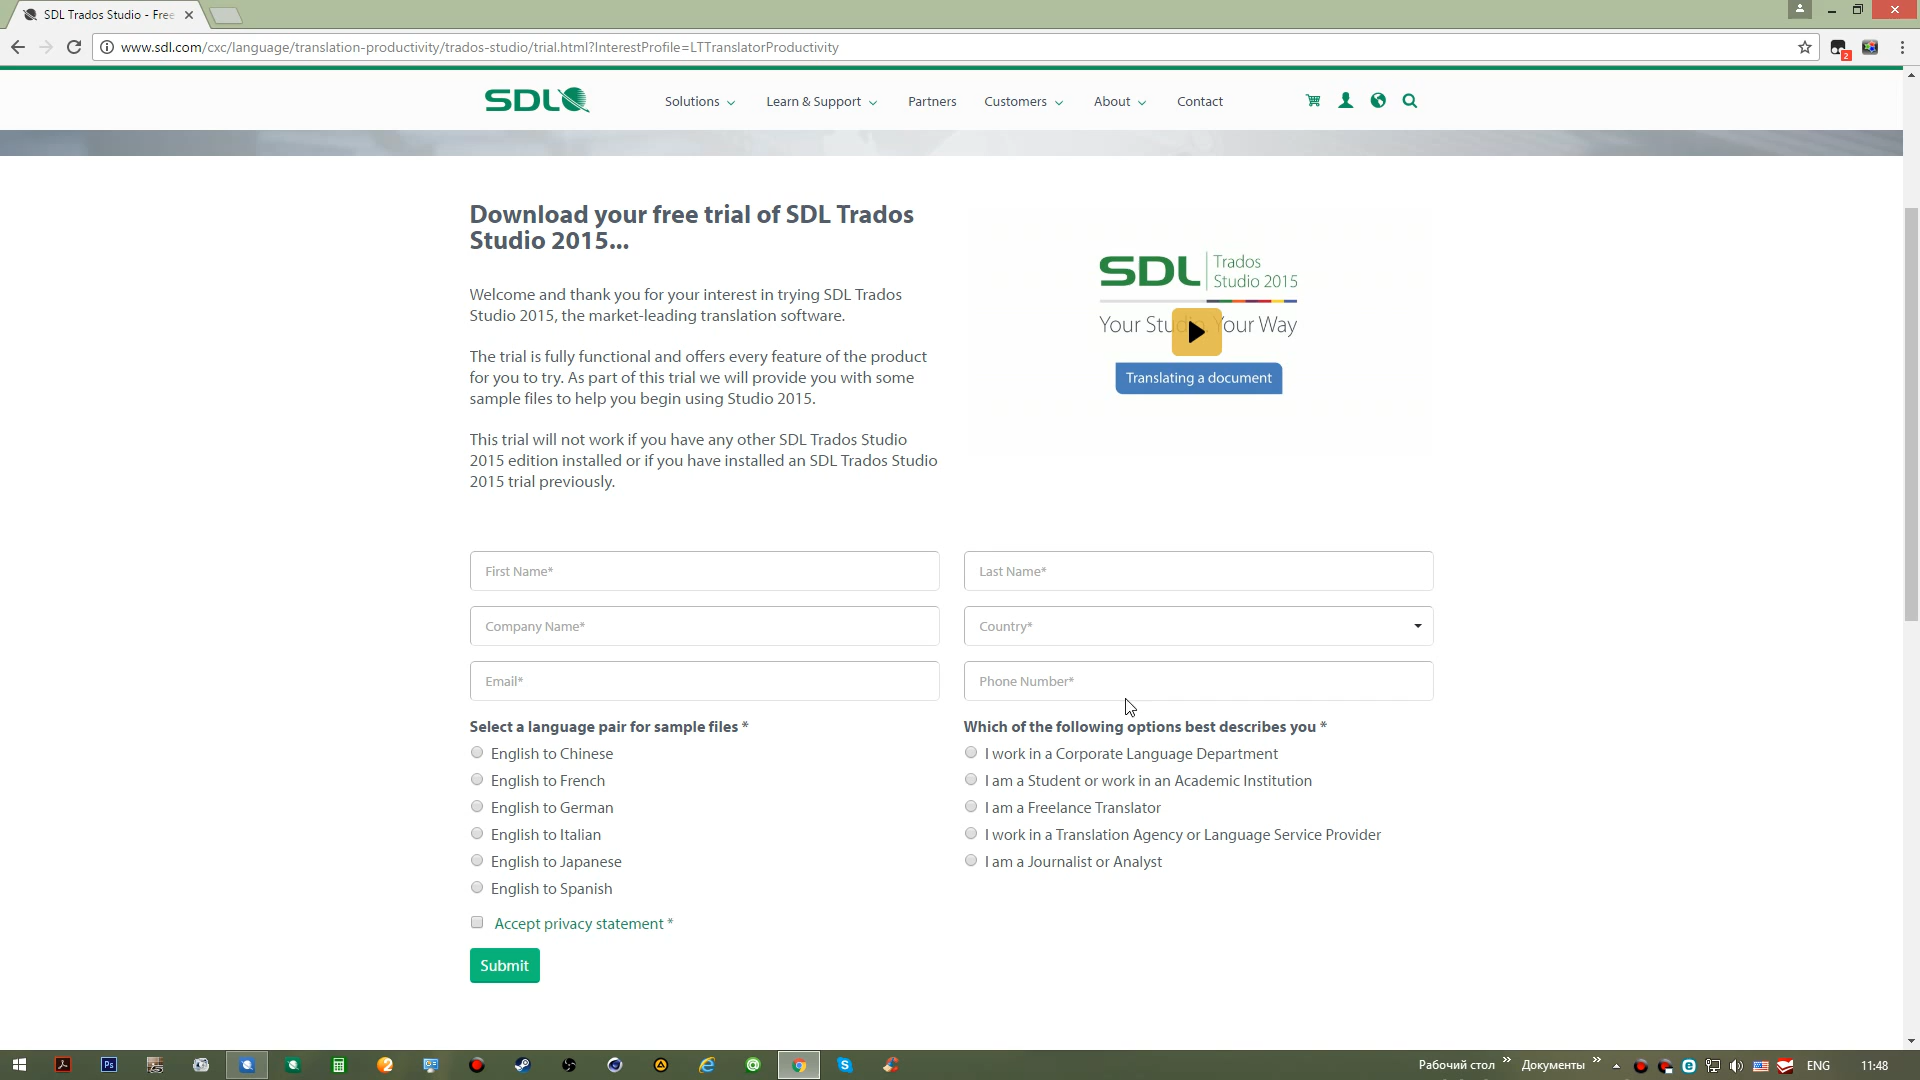 SDL Trados Studio - Free
www.sdl.com/cxc/language/translation-productivity/trados-studio/trial.html?InterestProfile=LTTranslatorProductivity
2
SDL
Solutions
Learn & Support
Partners
Customers
About
Contact
Download your free trial of SDL Trados
Studio 2015...
Welcome and thank you for your interest in trying SDL Trados
Studio 2015, the market-leading translation software.
The trial is fully functional and offers every feature of the product
for you to try. As part of this trial we will provide you with some
sample files to help you begin using Studio 2015.
This trial will not work if you have any other SDL Trados Studio
2015 edition installed or if you have installed an SDL Trados Studio
2015 trial previously.
SDL Trados
Studio 2015
Your Studio Your Way
Translating a document
First Name*
Last Name*
Company Name*
Country*
Email*
Phone Number*
Select a language pair for sample files *
English to Chinese
English to French
English to German
English to Italian
English to Japanese
English to Spanish
Which of the following options best describes you *
I work in a Corporate Language Department
I am a Student or work in an Academic Institution
I am a Freelance Translator
I work in a Translation Agency or Language Service Provider
I am a Journalist or Analyst
Accept privacy statement *
Submit
Ps
Рабочий стол
Документы
ENG
11:48